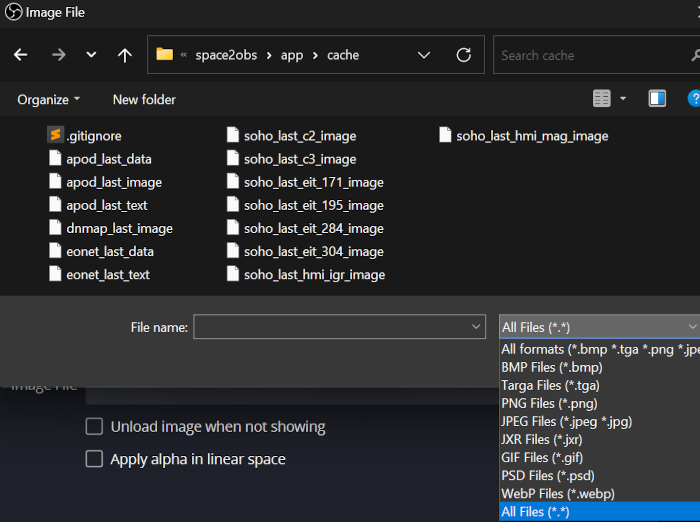 Image File
« space2obs > app > cache
Search cache
Organize
New folder
.gitignore
apod_last_data
apod_last_image
apod_last_text
dnmap_last_image
eonet_last_data
eonet_last_text
soho_last_c2_image
soho_last_c3_image
soho_last_eit_171_image
soho_last_eit_195_image
soho_last_eit_284_image
soho_last_eit_304_image
soho_last_hmi_igr_image
soho_last_hmi_mag_image
File name:
All Files (*.*)
All formats (*.bmp *.tga *.png *.jpe
BMP Files (*.bmp)
Targa Files (*.tga)
PNG Files (*.png)
JPEG Files (*.jpeg *.jpg)
JXR Files (*.jxr)
GIF Files (*.gif)
PSD Files (*.psd)
WebP Files (*.webp)
All Files (*.*)
Image File
Unload image when not showing
Apply alpha in linear space